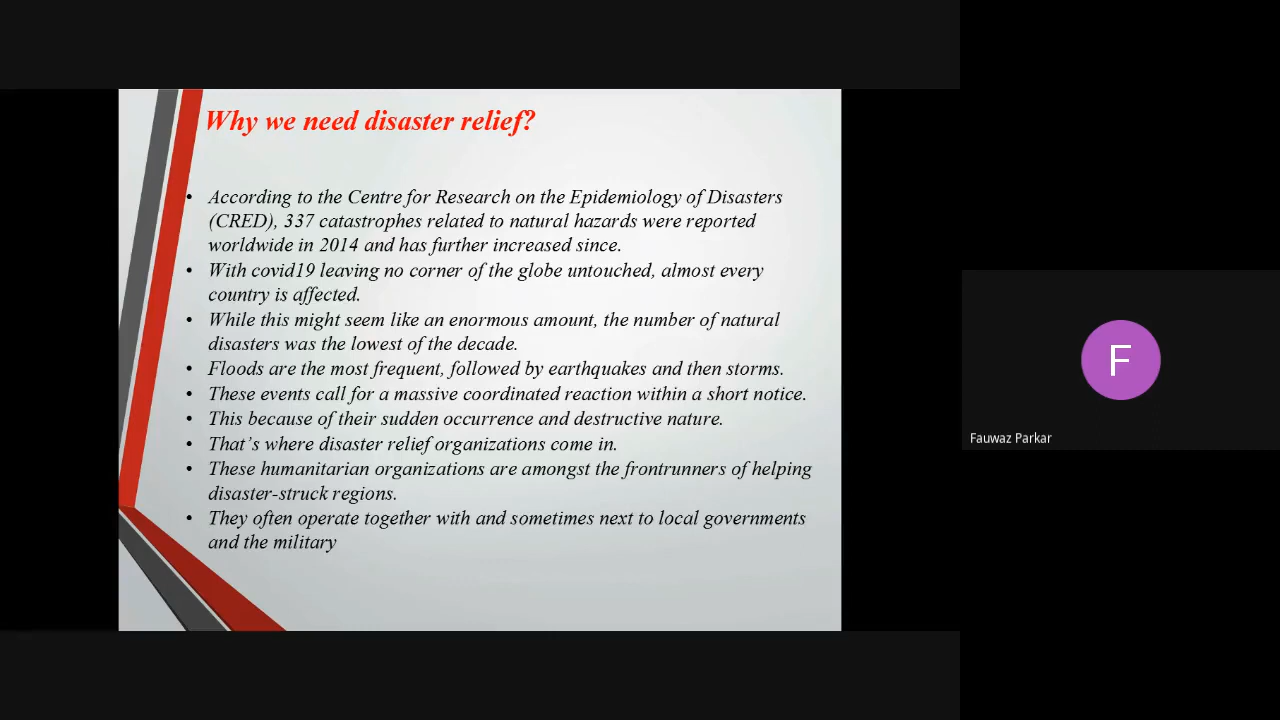 Why we need disaster relief?
• According to the Centre for Research on the Epidemiology of Disasters
(CRED), 337 catastrophes related to natural hazards were reported
worldwide in 2014 and has further increased since.
• With covid19 leaving no corner of the globe untouched, almost every
country is affected.
• While this might seem like an enormous amount, the number of natural
disasters was the lowest of the decade.
• Floods are the most frequent, followed by earthquakes and then storms.
• These events call for a massive coordinated reaction within a short notice.
• This because of their sudden occurrence and destructive nature.
• That’s where disaster relief organizations come in.
• These humanitarian organizations are amongst the frontrunners of helping
disaster-struck regions.
• They often operate together with and sometimes next to local governments
and the military
F
Fauwaz Parkar